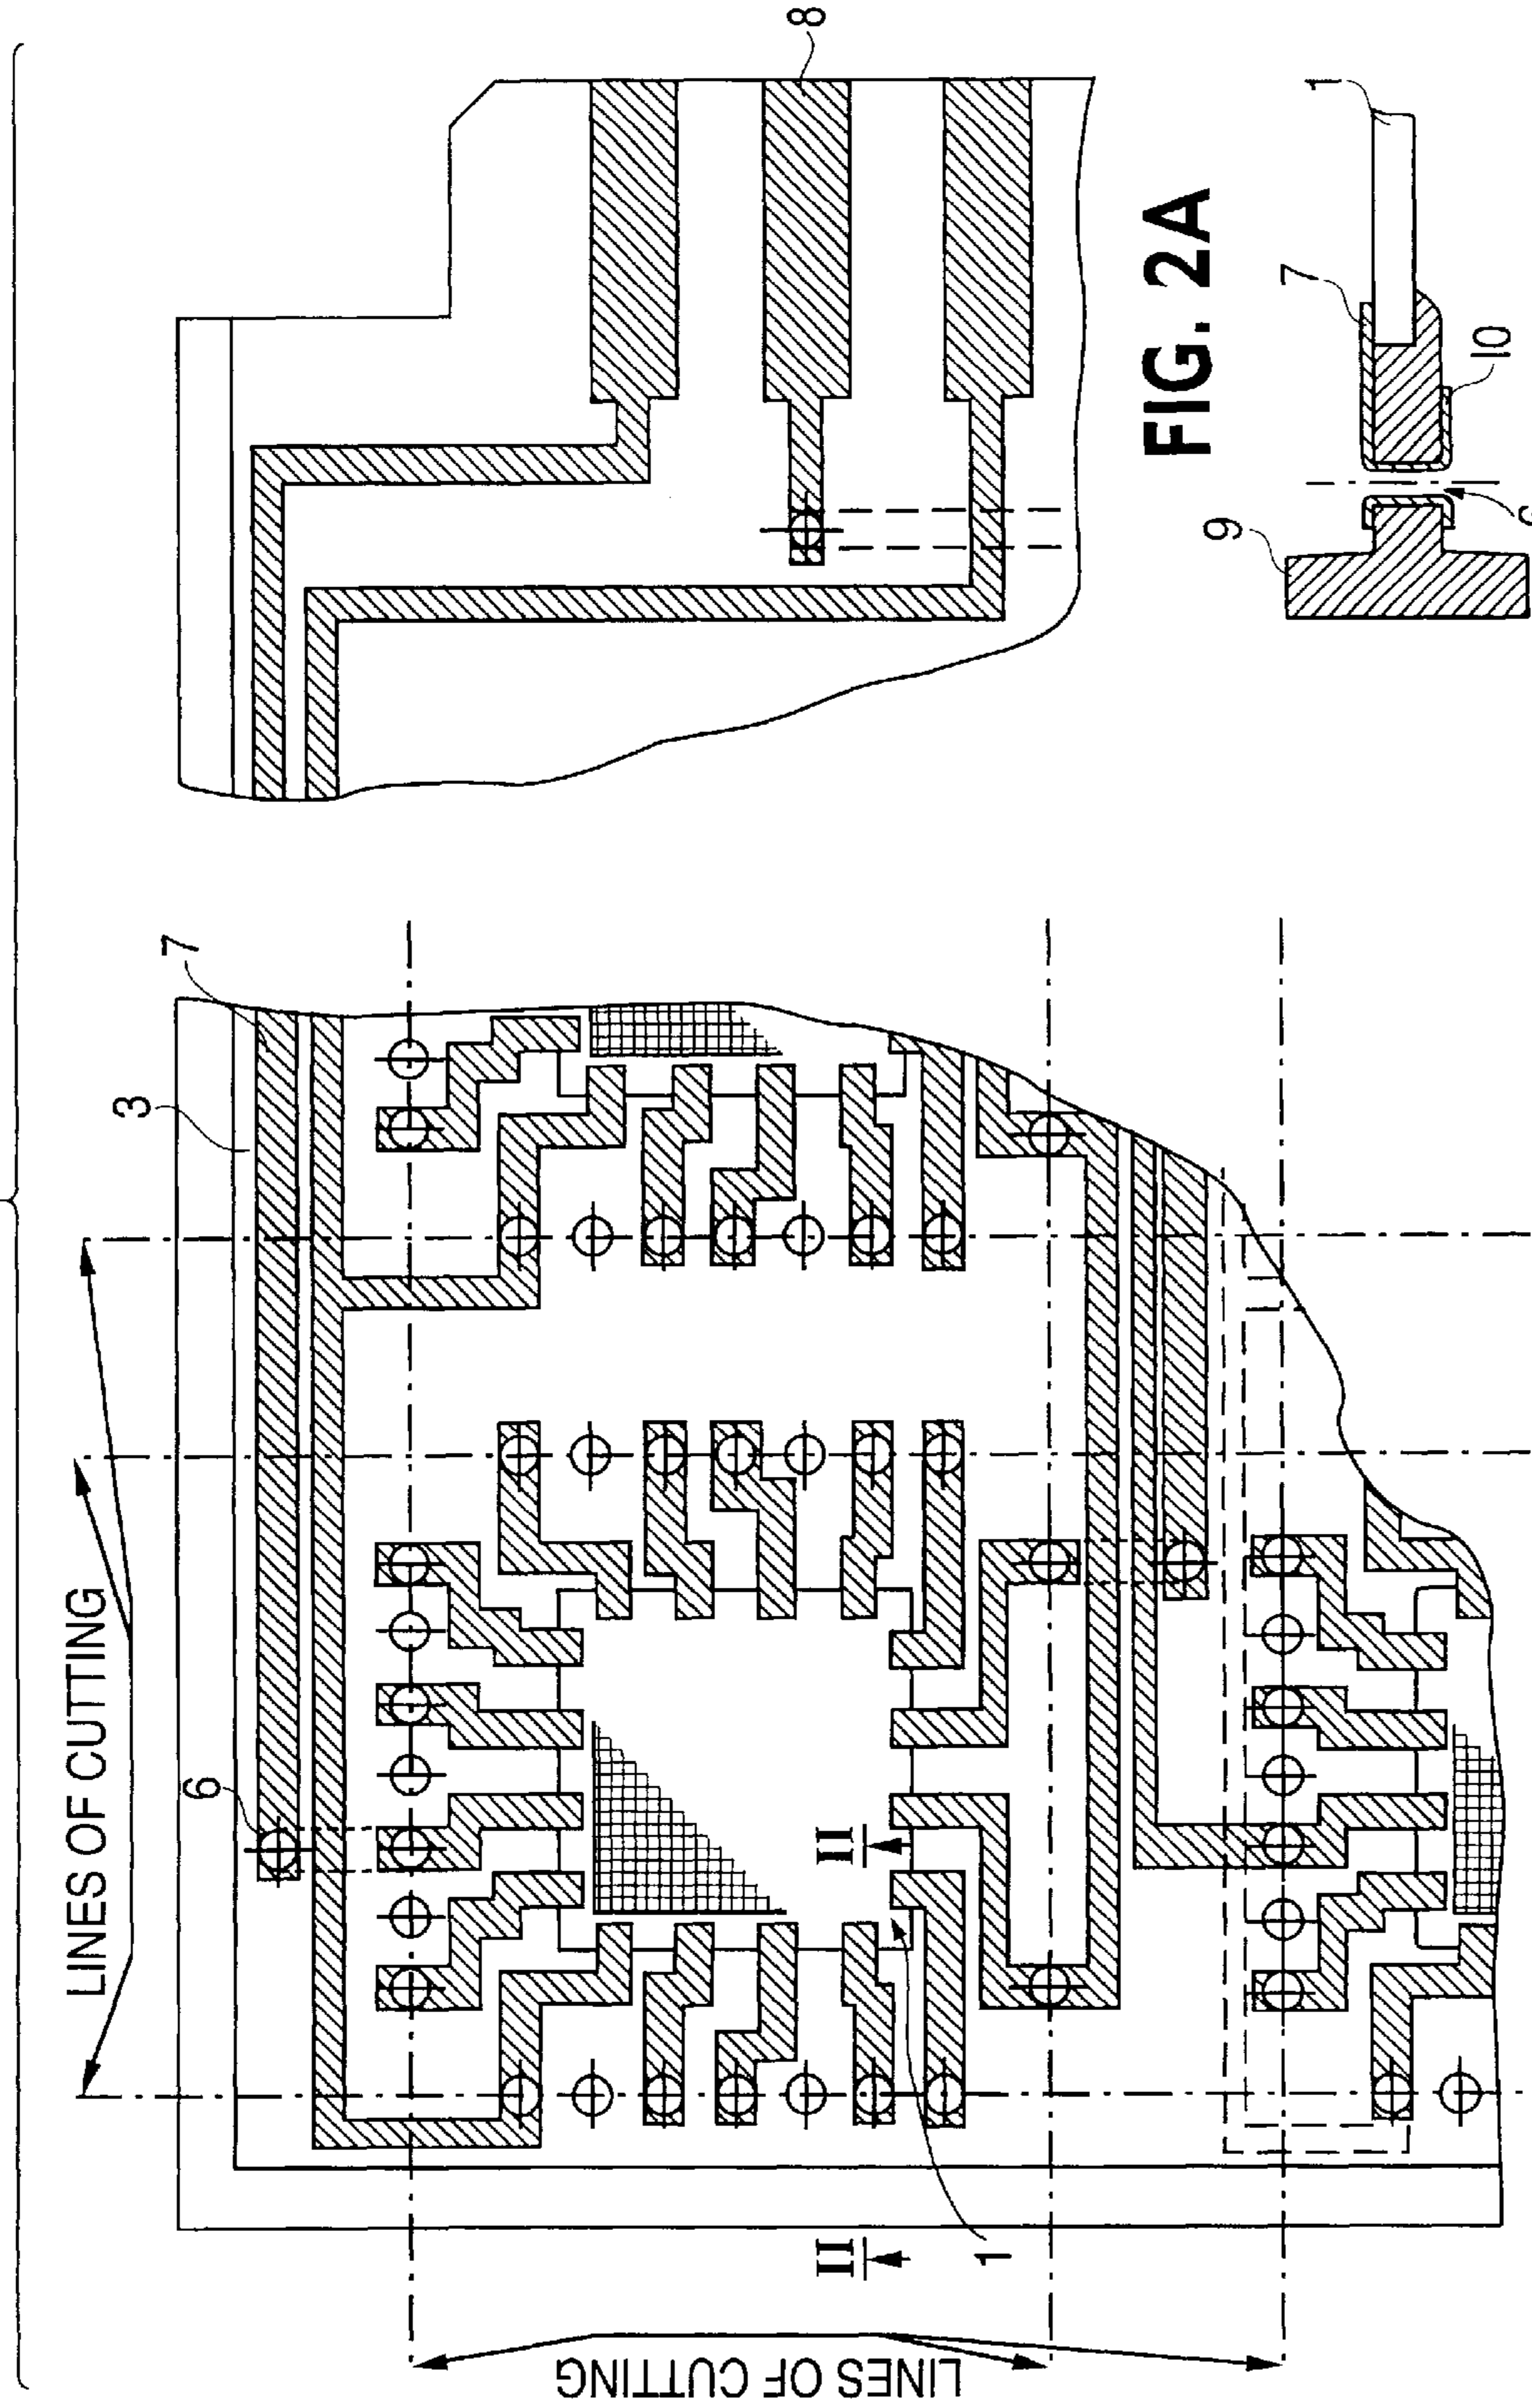 LINES OF CUTTING
3
7
6
1
II
II
LINES OF CUTTING
8
FIG. 2A
9
7
1
10